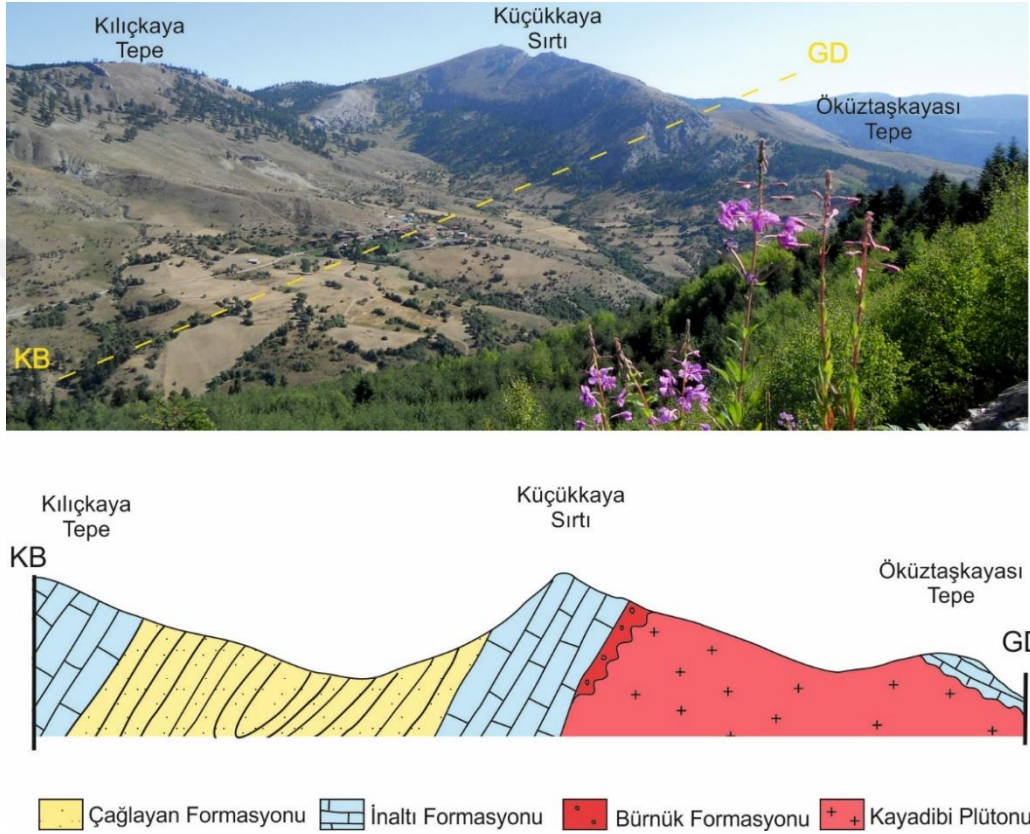 Kılıçkaya
Tepe
Küçükkaya
Sırtı
GD
Öküztaşkayası
Tepe
KB
Kılıçkaya
Tepe
Küçükkaya
Sırtı
KB
Öküztaşkayası
Tepe
GD
Çağlayan Formasyonu
İnaltı Formasyonu
Bürnük Formasyonu
Kayadibi Plütonu